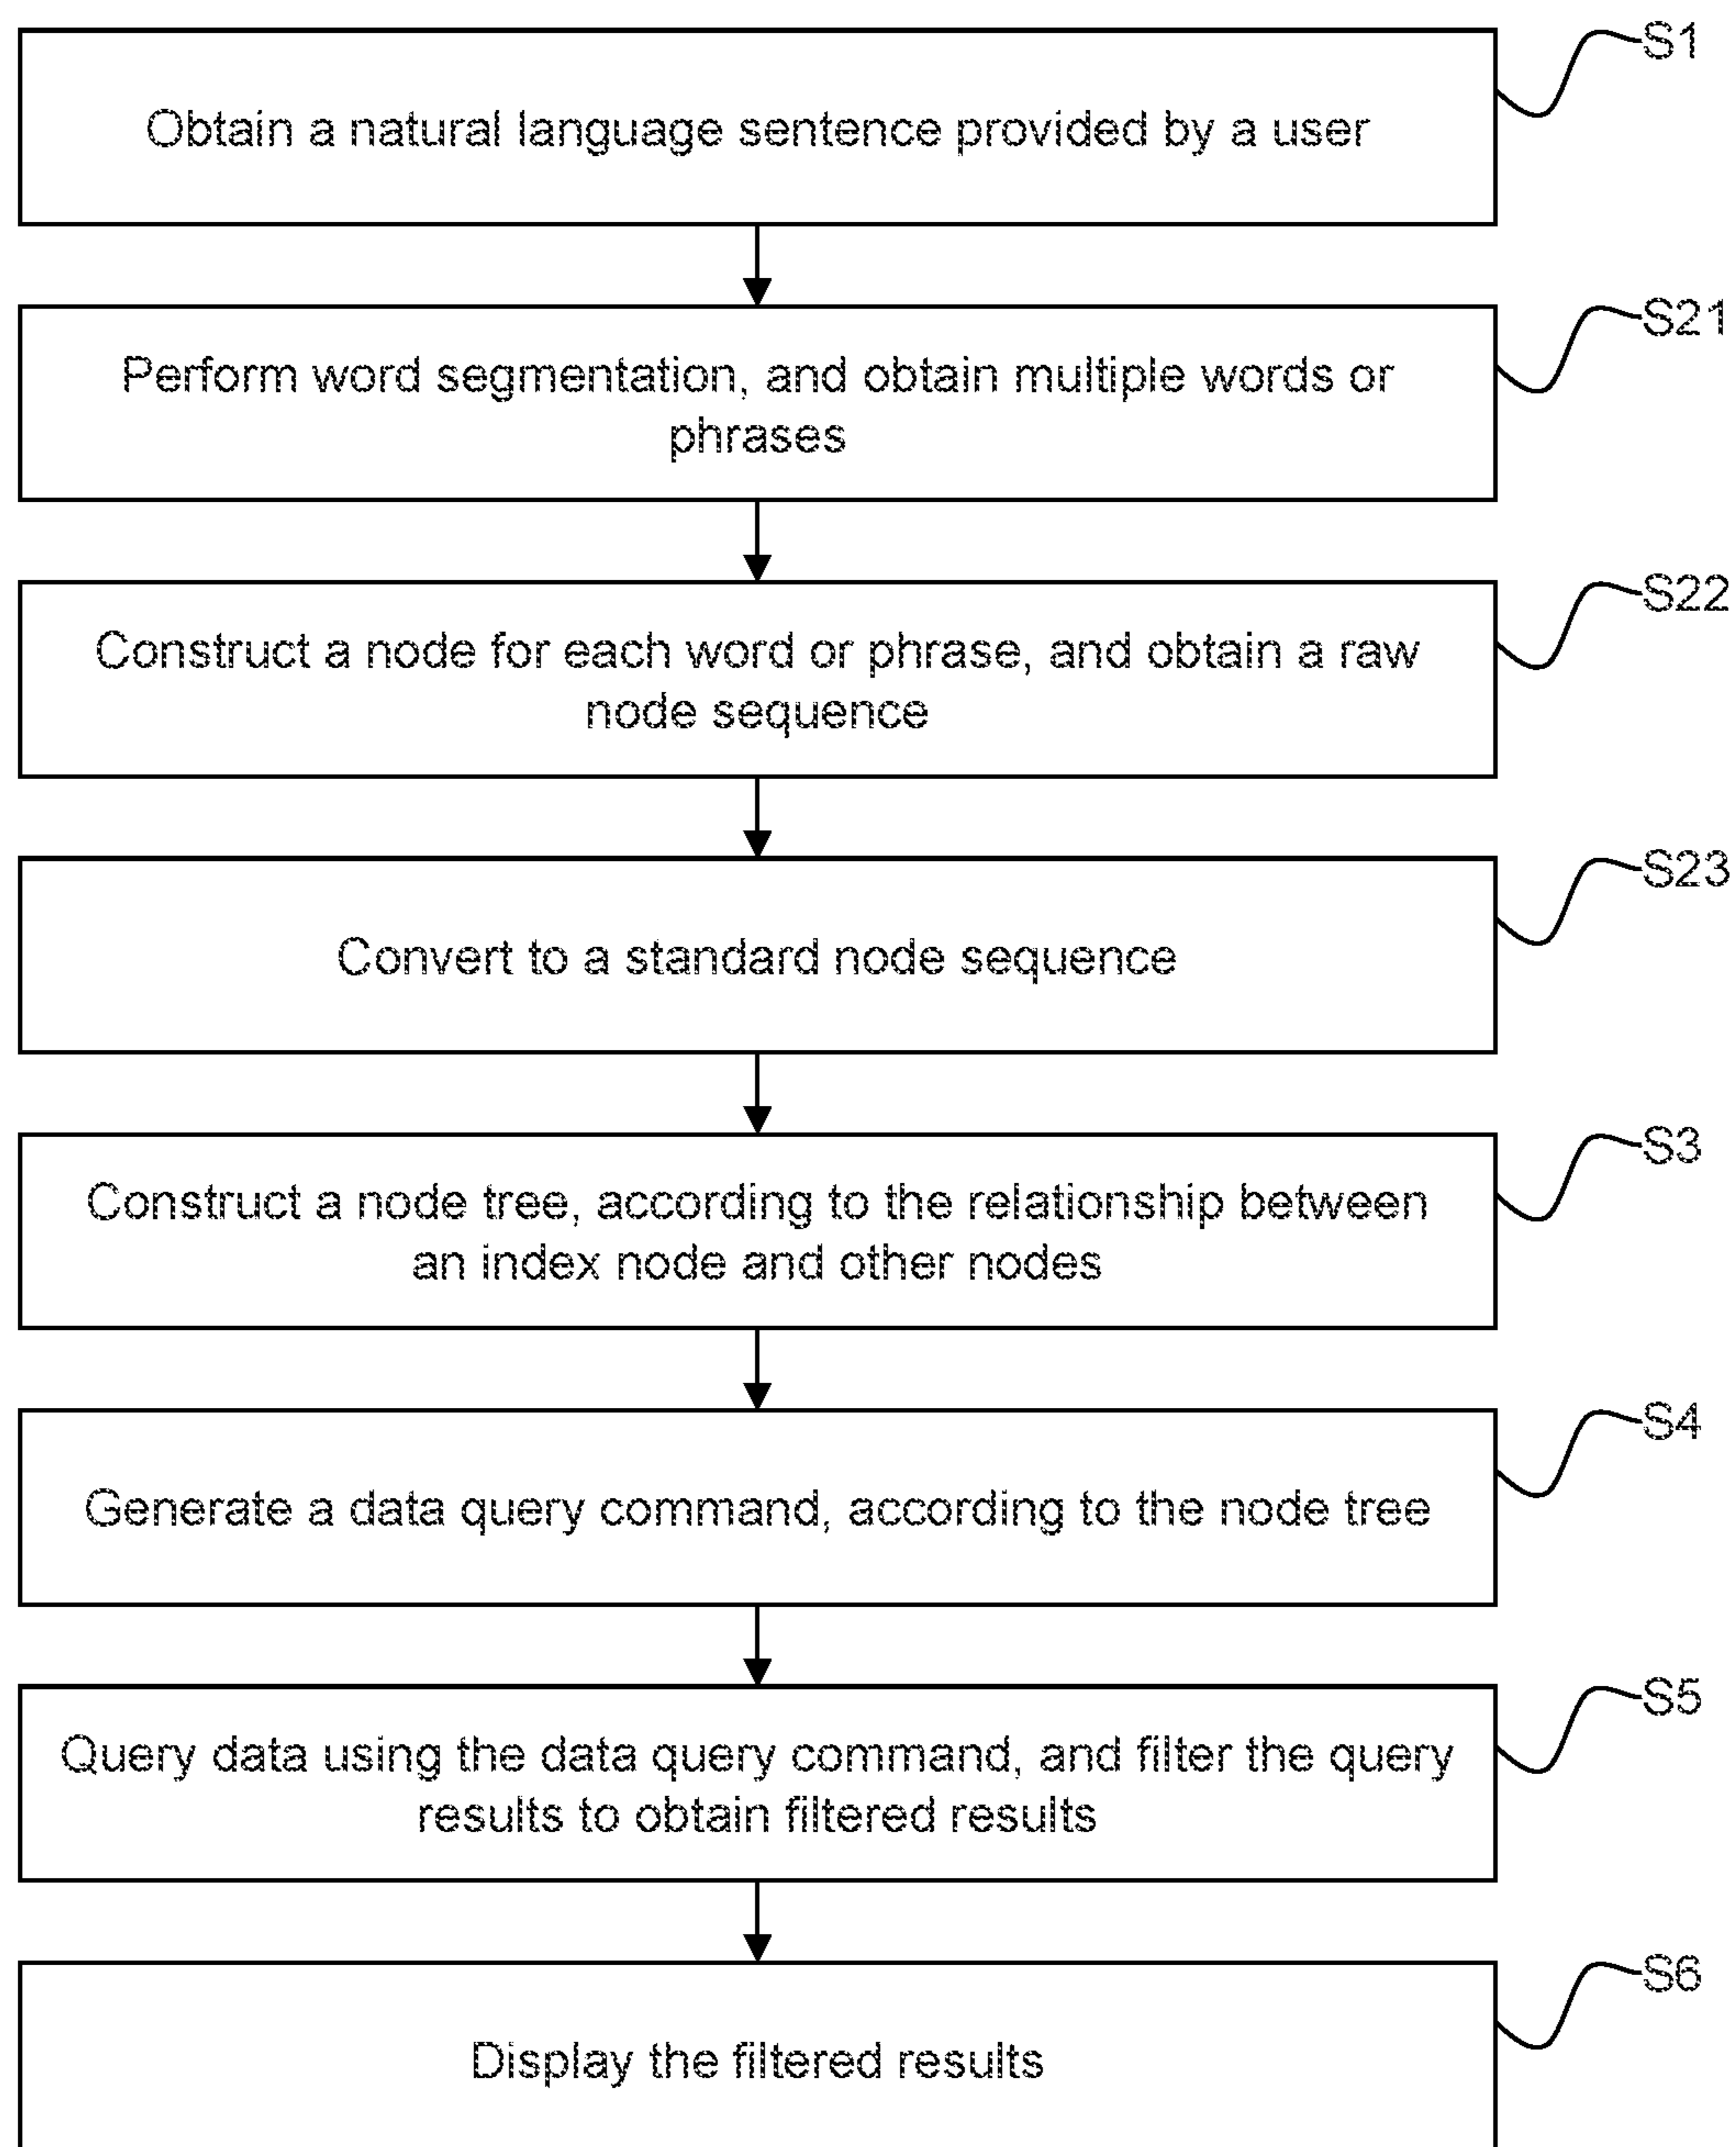 S1
Obtain a natural language sentence provided by a user
S21
Perform word segmentation, and obtain multiple words or
phrases
S22
Construct a node for each word or phrase, and obtain a raw
node sequence
S23
Convert to a standard node sequence
S3
Construct a node tree, according to the relationship between
an index node and other nodes
S4
Generate a data query command, according to the node tree
S5
Query data using the data query command, and filter the query
results to obtain filtered results
S6
Display the filtered results